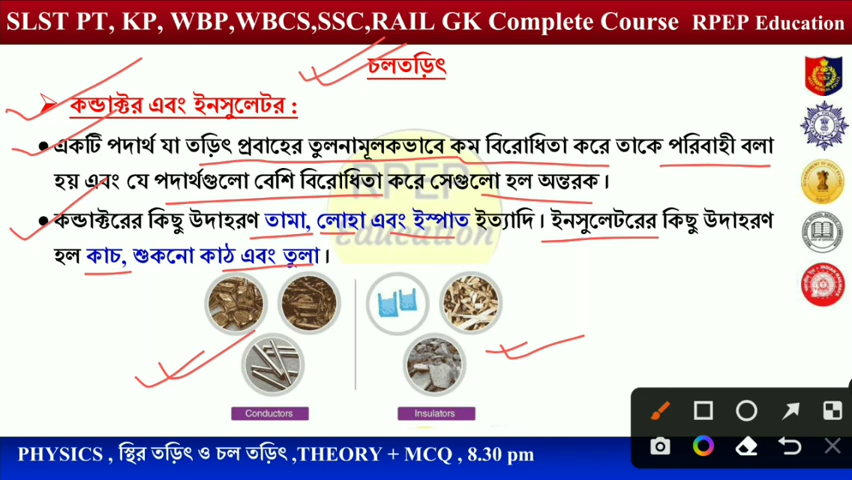 SLST PT, KP, WBP,WBCS,SSC,RAIL GK Complete Course RPEP Education
চলতড়িৎ
কন্ডাক্টর এবং ইনসুলেটর :
একটি পদার্থ যা তড়িৎ প্রবাহের তুলনামূলকভাবে কম বিরোধিতা করে তাকে পরিবাহী বলা
হয় এবং যে পদার্থগুলো বেশি বিরোধিতা করে সেগুলো হল অন্তরক।
কন্ডাক্টরের কিছু উদাহরণ তামা, লোহা এবং ইস্পাত ইত্যাদি। ইনসুলেটরের কিছু উদাহরণ
হল কাচ, শুকনো কাঠ এবং তুলা।
RPEP
Education
Conductors
Insulators
PHYSICS , স্থির তড়িৎ ও চল তড়িৎ ,THEORY + MCQ , 8.30 pm